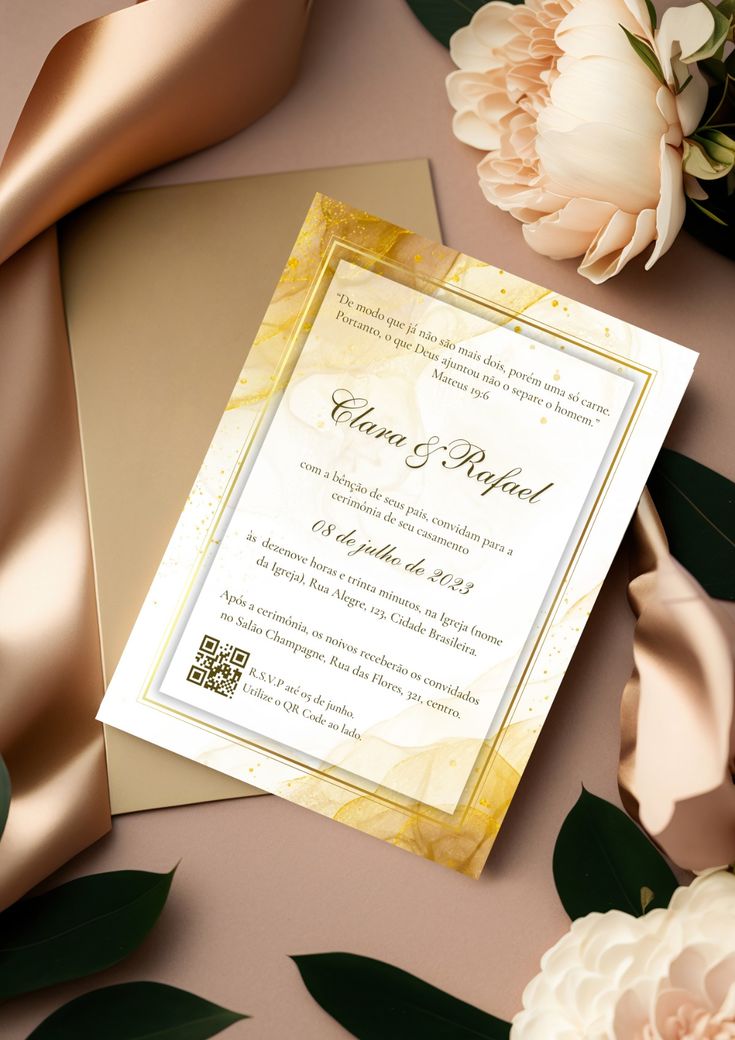 “De modo que já não são mais dois, porém uma só carne.
Portanto, o que Deus ajuntou não o separe o homem.”
Mateus 19:6
Clara & Rafael
com a bênção de seus pais, convidam para a
cerimónia de seu casamento
08 de julho de 2023
às dezenove horas e trinta minutos, na Igreja (nome
da Igreja), Rua Alegre, 123, Cidade Brasileira.
Após a cerimónia, os noivos receberão os convidados
no Salão Champagne, Rua das Flores, 321, centro.
R.S.V.P até 05 de junho.
Utilize o QR Code ao lado.